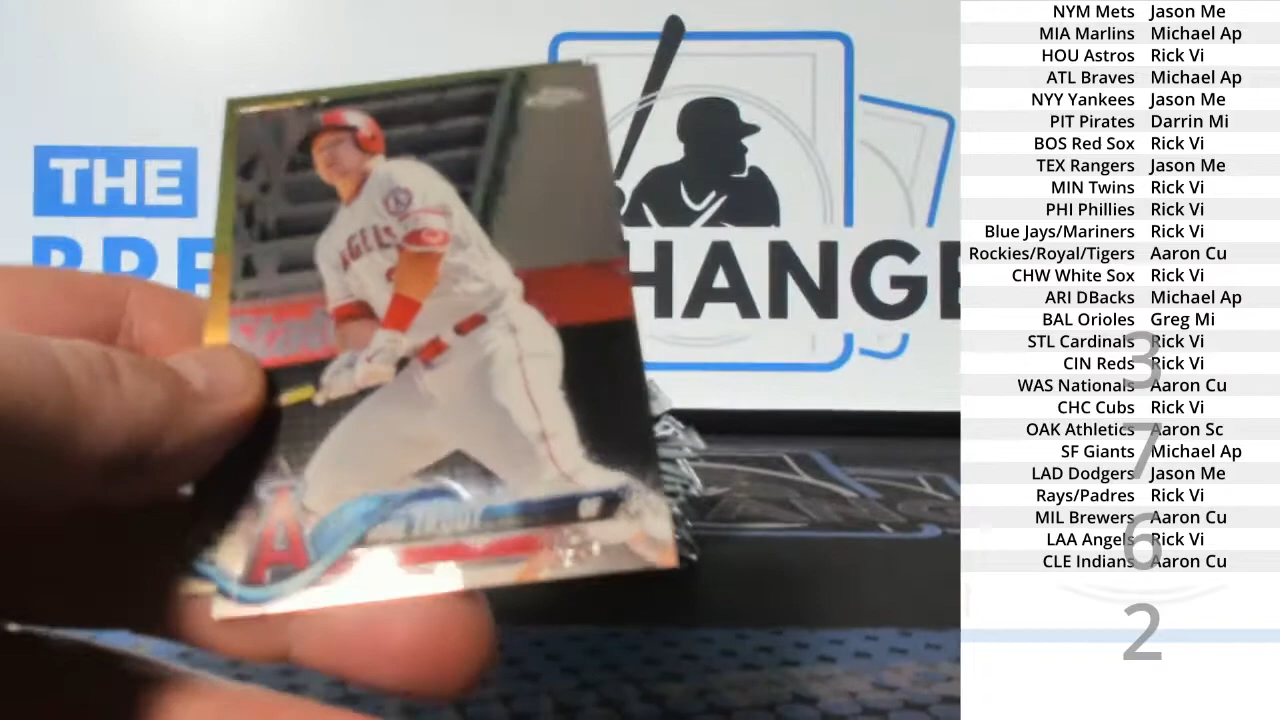 THE
BRE
HANGE
ANGELS
TROUT
A
NYM Mets Jason Me
MIA Marlins Michael Ap
HOU Astros Rick Vi
ATL Braves Michael Ap
NYY Yankees Jason Me
PIT Pirates Darrin Mi
BOS Red Sox Rick Vi
TEX Rangers Jason Me
MIN Twins Rick Vi
PHI Phillies Rick Vi
Blue Jays/Mariners Rick Vi
Rockies/Royal/Tigers Aaron Cu
CHW White Sox Rick Vi
ARI DBacks Michael Ap
BAL Orioles Greg Mi
STL Cardinals Rick Vi
CIN Reds Rick Vi
WAS Nationals Aaron Cu
CHC Cubs Rick Vi
OAK Athletics Aaron Sc
SF Giants Michael Ap
LAD Dodgers Jason Me
Rays/Padres Rick Vi
MIL Brewers Aaron Cu
LAA Angels Rick Vi
CLE Indians Aaron Cu
3
7
6
2